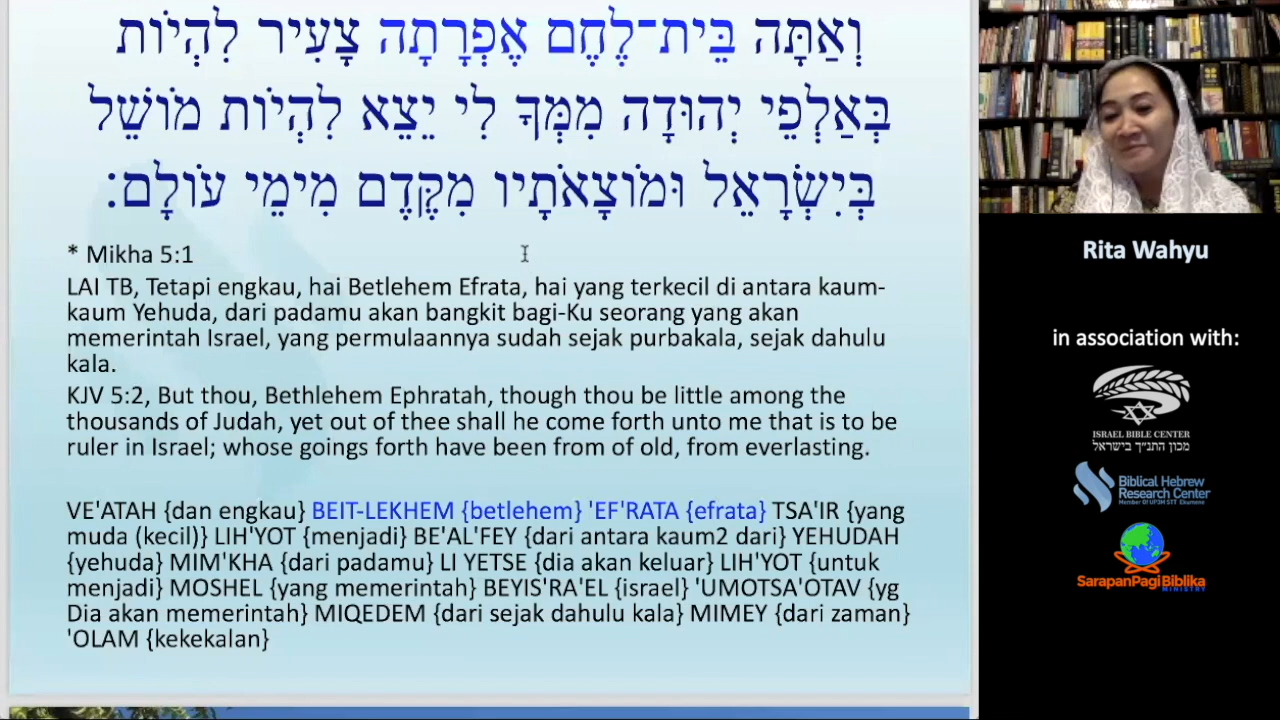 וְאַתָּה בֵּית־לֶחֶם אֶפְרָתָה צָעִיר לִהְיוֹת
בְּאַלְפֵי יְהוּדָה מִמְּךָ לִי יֵצֵא לִהְיוֹת מוֹשֵׁל
בְּיִשְׂרָאֵל וּמוֹצָאֹתָיו מִקֶּדֶם מִימֵי עוֹלָם׃
* Mikha 5:1
LAI TB, Tetapi engkau, hai Betlehem Efrata, hai yang terkecil di antara kaum-
kaum Yehuda, dari padamu akan bangkit bagi-Ku seorang yang akan
memerintah Israel, yang permulaannya sudah sejak purbakala, sejak dahulu
kala.
KJV 5:2, But thou, Bethlehem Ephratah, though thou be little among the
thousands of Judah, yet out of thee shall he come forth unto me that is to be
ruler in Israel; whose goings forth have been from of old, from everlasting.
VE'ATAH {dan engkau} BEIT-LEKHEM {betlehem} 'EF'RATA {efrata} TSA'IR {yang
muda (kecil)} LIH'YOT {menjadi} BE'AL'FEY {dari antara kaum2 dari} YEHUDAH
{yehuda} MIM'KHA {dari padamu} LI YETSE {dia akan keluar} LIH'YOT {untuk
menjadi} MOSHEL {yang memerintah} BEYIS'RA'EL {israel} 'UMOTSA'OTAV {yg
Dia akan memerintah} MIQEDEM {dari sejak dahulu kala} MIMEY {dari zaman}
'OLAM {kekekalan}
Rita Wahyu
in association with:
ISRAEL BIBLE CENTER
מכון התנ״ך בישראל
Biblical Hebrew
Research Center
Member Of UP3M STT Ekumene
SarapanPagiBiblika
MINISTRY